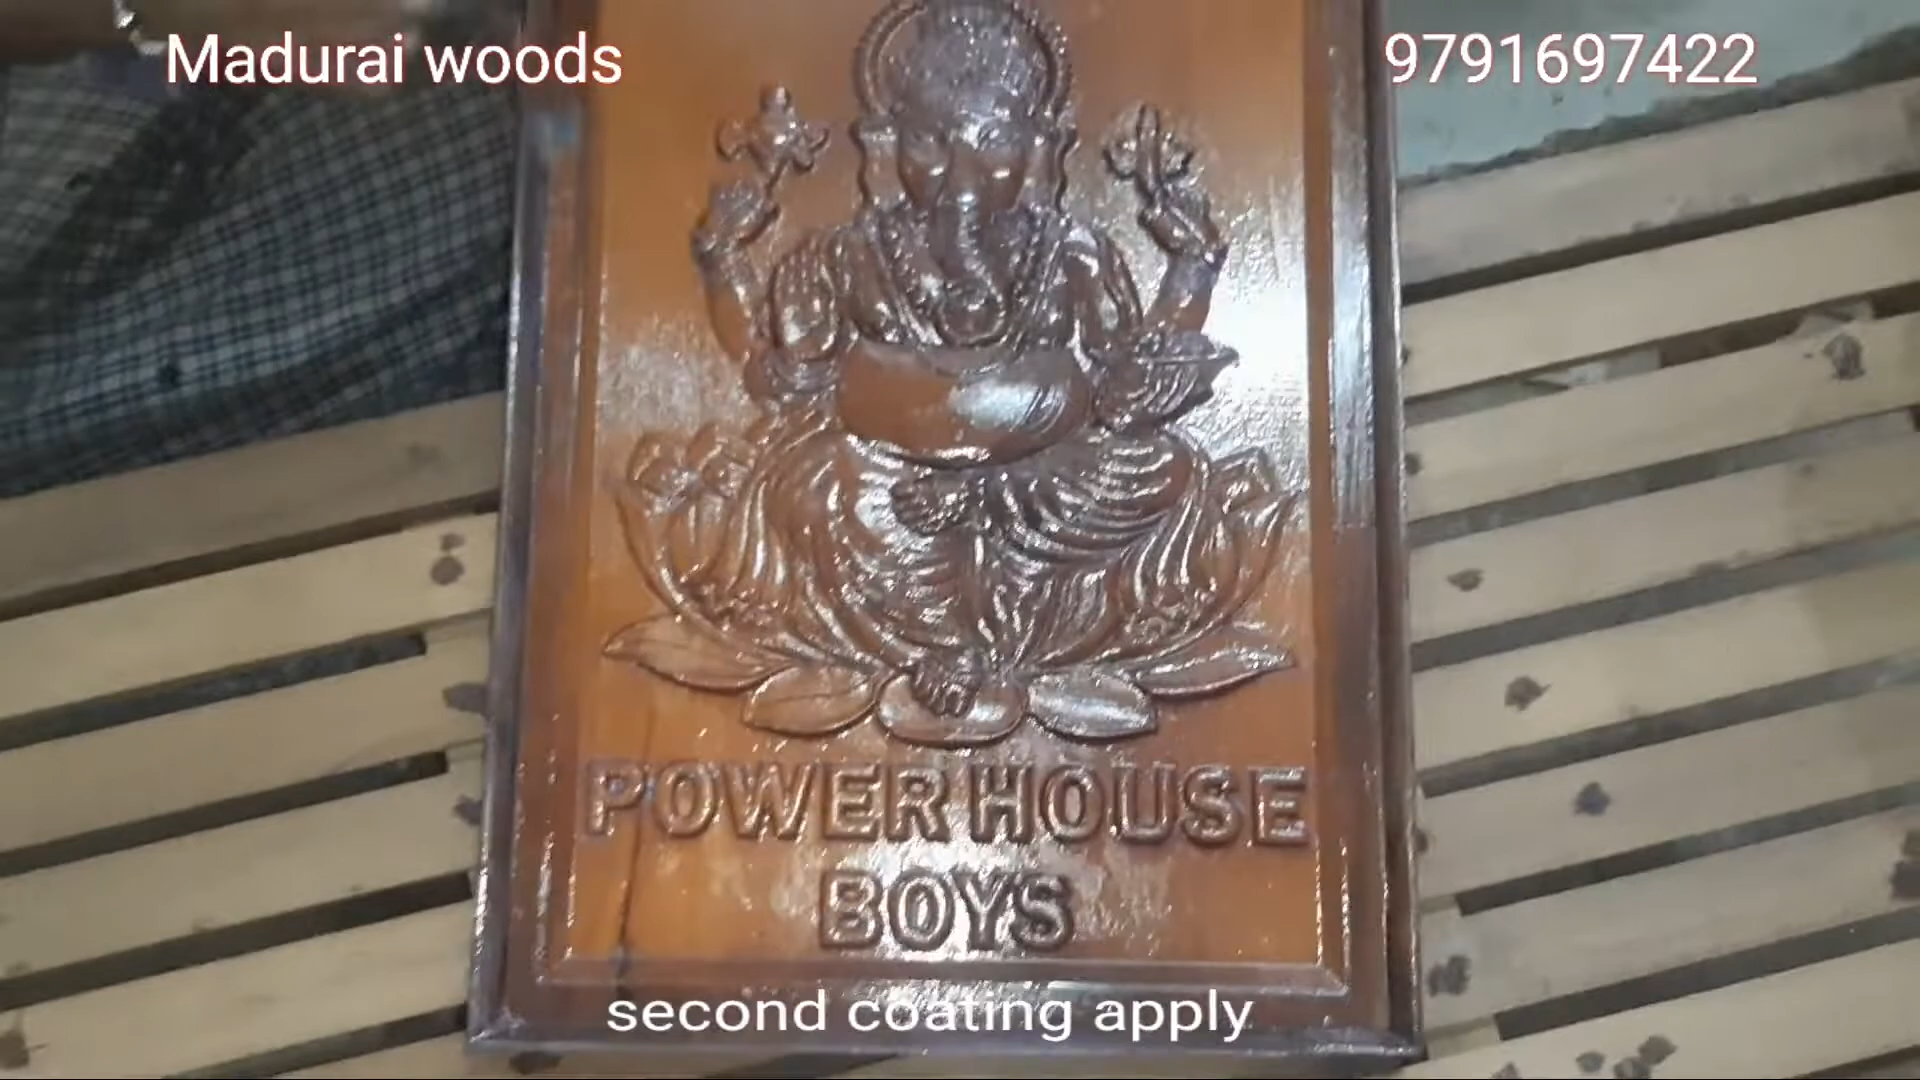 Madurai woods
9791697422
POWER HOUSE
BOYS
second coating apply